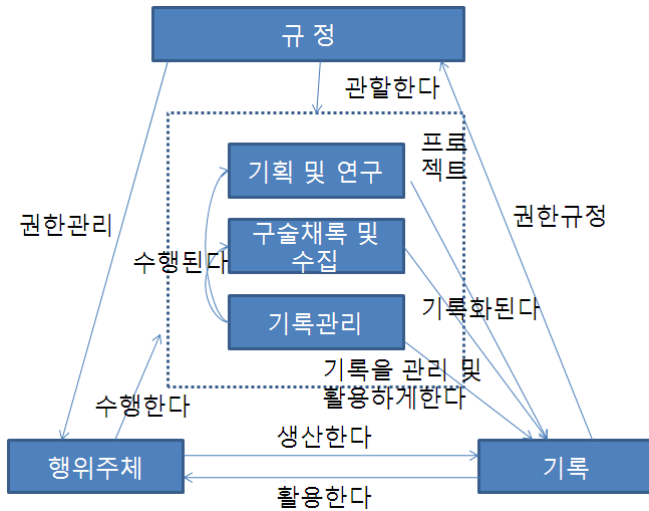 규 정
관할한다
프로
젝트
기획 및 연구
권한관리
권한규정
구술채록 및
수집
수행된다
기록화된다
기록관리
기록을 관리 및
활용하게한다
수행한다
생산한다
행위주체
기록
활용한다